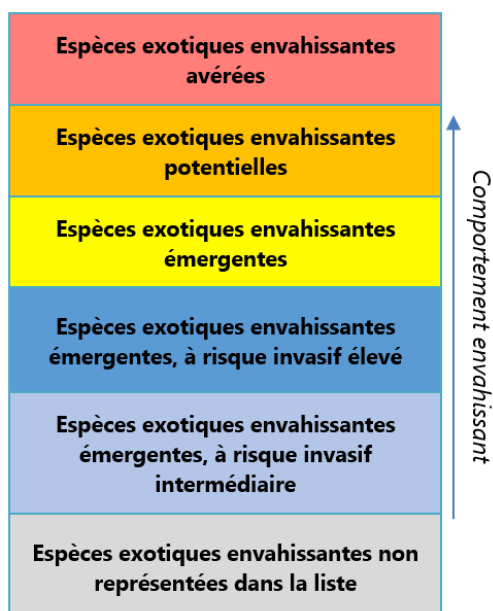 Espèces exotiques envahissantes
avérées
Espèces exotiques envahissantes
potentielles
Espèces exotiques envahissantes
émergentes
Espèces exotiques envahissantes
émergentes, à risque invasif élevé
Espèces exotiques envahissantes
émergentes, à risque invasif
intermédiaire
Espèces exotiques envahissantes non
représentées dans la liste
Comportement envahissant